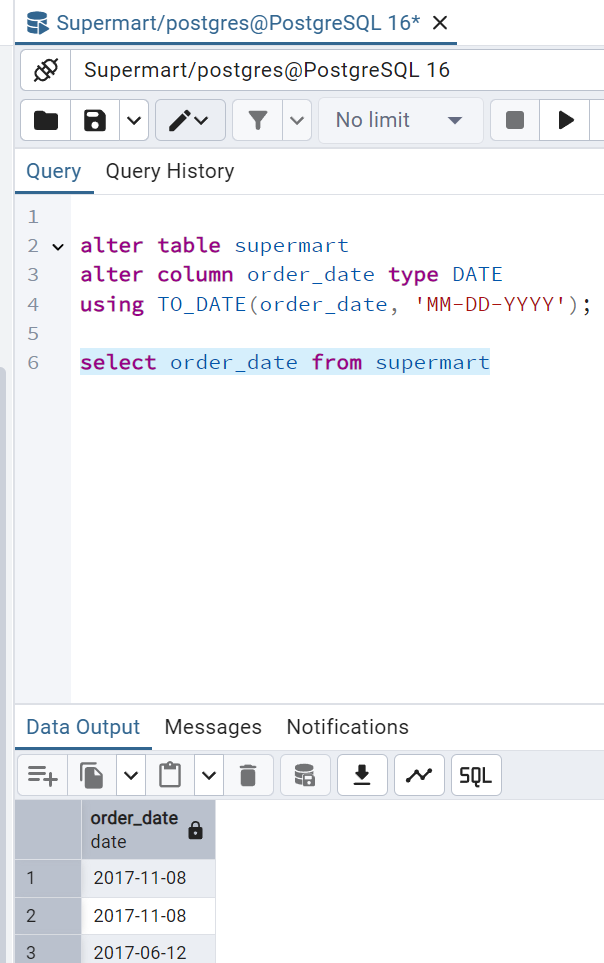 Supermart/postgres@PostgreSQL 16*
Supermart/postgres@PostgreSQL 16
No limit
Query Query History
1
2 alter table supermart
3 alter column order_date type DATE
4 using TO_DATE(order_date, 'MM-DD-YYYY');
5
6 select order_date from supermart
Data Output Messages Notifications
SQL
order_date
date
1 2017-11-08
2 2017-11-08
3 2017-06-12